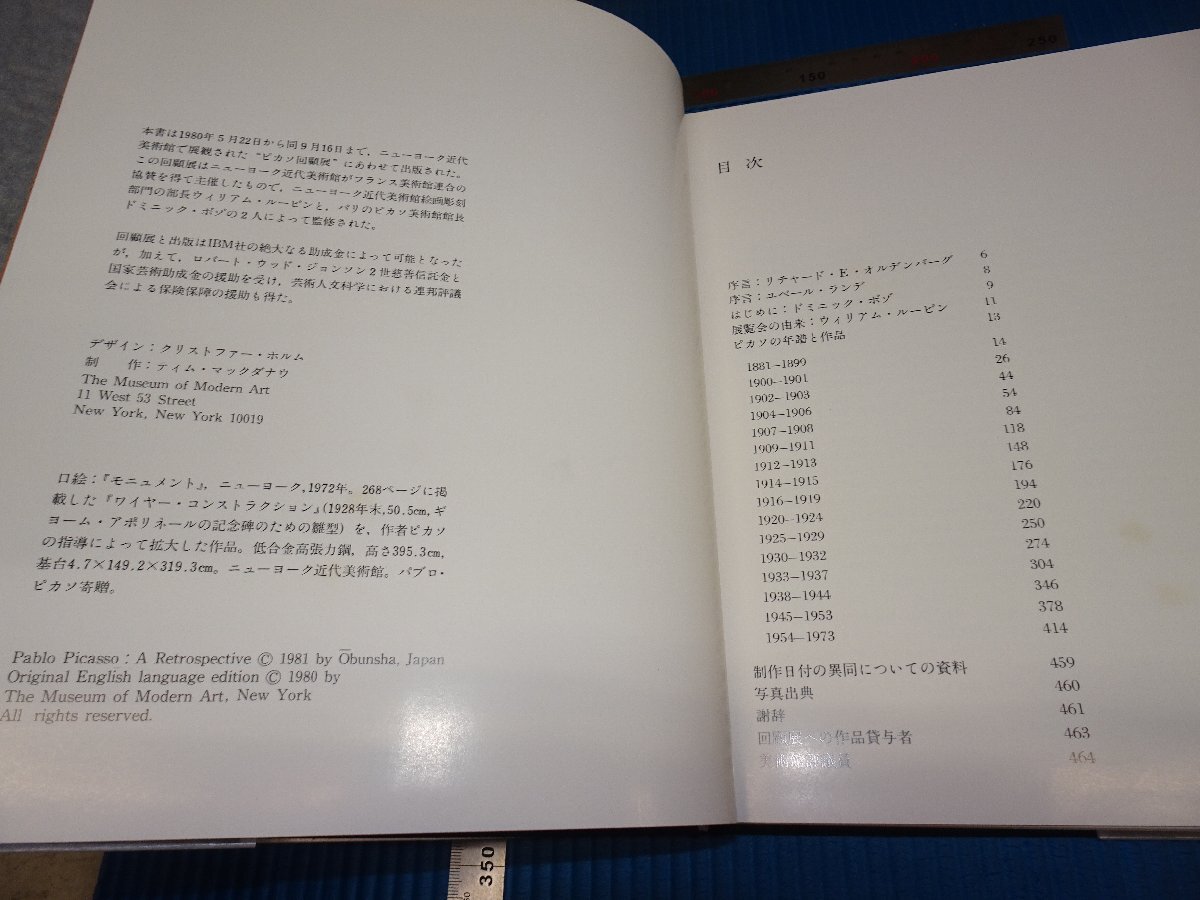 本書は1980年5月22日から同9月16日まで，ニューヨーク近代
美術館で展観された“ピカソ回顧展”にあわせて出版された。
この回顧展はニューヨーク近代美術館がフランス美術館連合の
協賛を得て主催したもので，ニューヨーク近代美術館絵画彫刻
部門の部長ウィリアム・ルービンと，パリのピカソ美術館館長
ドミニック・ボゾの2人によって監修された。
回顧展と出版はIBM社の絶大なる助成金によって可能となった
が，加えて，ロバート・ウッド・ジョンソン2世慈善信託金と
国家芸術助成金の援助を受け，芸術人文科学における連邦評議
会による保険保障の援助も得た。
デザイン：クリストファー・ホルム
制　作：ティム・マックダナウ
The Museum of Modern Art
11 West 53 Street
New York, New York 10019
口絵：『モニュメント』，ニューヨーク,1972年。268ページに掲
載した『ワイヤー・コンストラクション』(1928年末,50.5cm,ギ
ヨーム・アポリネールの記念碑のための雛型）を，作者ピカソ
の指導によって拡大した作品。低合金高張力鋼，高さ395.3cm,
基台4.7×149.2×319.3cm。ニューヨーク近代美術館。パブロ・
ピカソ寄贈。
Pablo Picasso : A Retrospective © 1981 by Ōbunsha, Japan
Original English language edition © 1980 by
The Museum of Modern Art, New York
All rights reserved.
目次
序言：リチャード・E・オルデンバーグ 6
序言：ユベール・ランデ 8
はじめに：ドミニック・ボゾ 9
展覧会の由来：ウィリアム・ルービン 11
ピカソの年譜と作品 13
1881–1899 14
1900–1901 26
1902–1903 44
1904–1906 54
1907–1908 84
1909–1911 118
1912–1913 148
1914–1915 176
1916–1919 194
1920–1924 220
1925–1929 250
1930–1932 274
1933–1937 304
1938–1944 346
1945–1953 378
1954–1973 414
制作日付の異同についての資料 459
写真出典 460
謝辞 461
回顧展への作品貸与者 463
美術館評議員 464
150
250
350